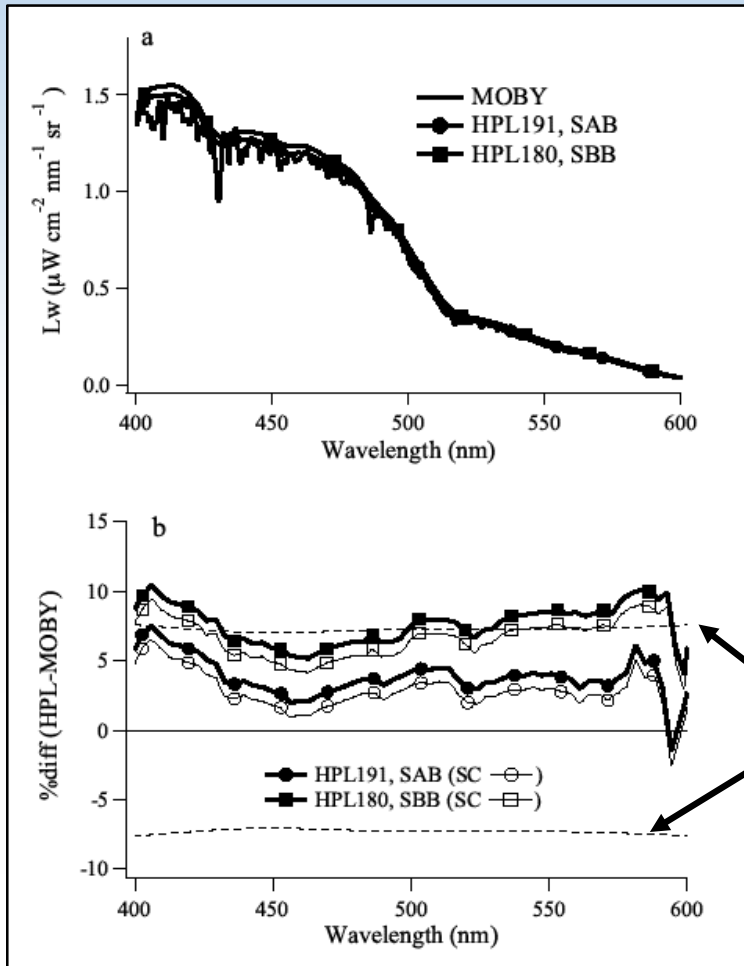 a
1.5
1.0
0.5
0.0
Lw (µW cm⁻² nm⁻¹ sr⁻¹)
MOBY
HPL191, SAB
HPL180, SBB
400 450 500 550 600
Wavelength (nm)
b
15
10
5
0
-5
-10
%diff (HPL-MOBY)
HPL191, SAB (SC —○—)
HPL180, SBB (SC —□—)
400 450 500 550 600
Wavelength (nm)